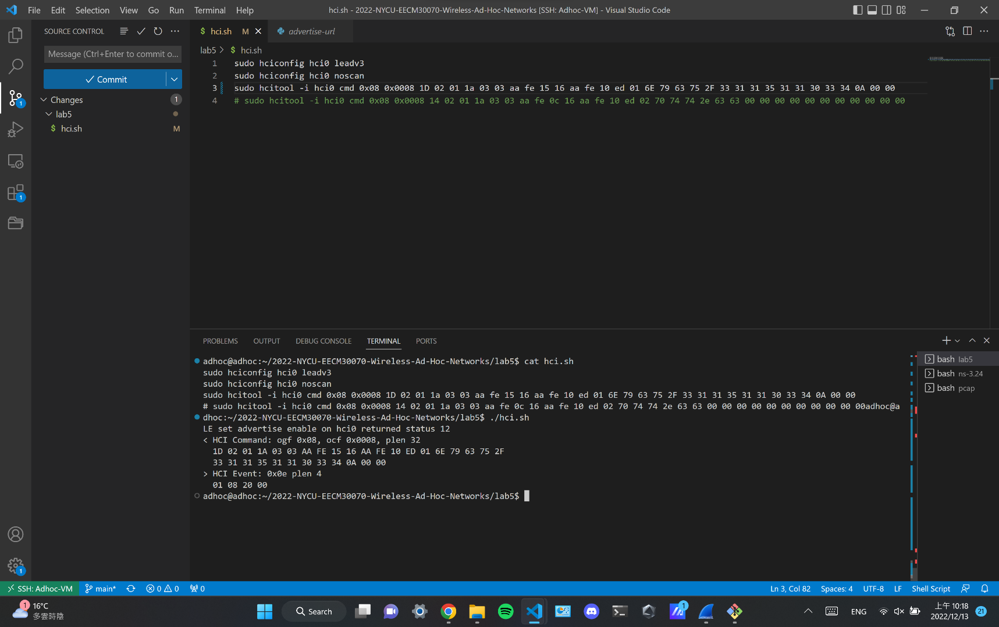 File Edit Selection View Go Run Terminal Help
hci.sh - 2022-NYCU-EECM30070-Wireless-Ad-Hoc-Networks [SSH: Adhoc-VM] - Visual Studio Code
SOURCE CONTROL
Message (Ctrl+Enter to commit o...
Commit
Changes 1
lab5
$ hci.sh M
1
1
1
$ hci.sh M
advertise-url
lab5 > $ hci.sh
1 sudo hciconfig hci0 leadv3
2 sudo hciconfig hci0 noscan
3 sudo hcitool -i hci0 cmd 0x08 0x0008 1D 02 01 1a 03 03 aa fe 15 16 aa fe 10 ed 01 6E 79 63 75 2F 33 31 31 35 31 31 30 33 34 0A 00 00
4 # sudo hcitool -i hci0 cmd 0x08 0x0008 14 02 01 1a 03 03 aa fe 0c 16 aa fe 10 ed 02 70 74 74 2e 63 63 00 00 00 00 00 00 00 00 00 00 00
PROBLEMS OUTPUT DEBUG CONSOLE TERMINAL PORTS
adhoc@adhoc:~/2022-NYCU-EECM30070-Wireless-Ad-Hoc-Networks/lab5$ cat hci.sh
sudo hciconfig hci0 leadv3
sudo hciconfig hci0 noscan
sudo hcitool -i hci0 cmd 0x08 0x0008 1D 02 01 1a 03 03 aa fe 15 16 aa fe 10 ed 01 6E 79 63 75 2F 33 31 31 35 31 31 30 33 34 0A 00 00
# sudo hcitool -i hci0 cmd 0x08 0x0008 14 02 01 1a 03 03 aa fe 0c 16 aa fe 10 ed 02 70 74 74 2e 63 63 00 00 00 00 00 00 00 00 00 00 00adhoc@a
dhoc:~/2022-NYCU-EECM30070-Wireless-Ad-Hoc-Networks/lab5$ ./hci.sh
LE set advertise enable on hci0 returned status 12
< HCI Command: ogf 0x08, ocf 0x0008, plen 32
1D 02 01 1A 03 03 AA FE 15 16 AA FE 10 ED 01 6E 79 63 75 2F
33 31 31 35 31 31 30 33 34 0A 00 00
> HCI Event: 0x0e plen 4
01 08 20 00
adhoc@adhoc:~/2022-NYCU-EECM30070-Wireless-Ad-Hoc-Networks/lab5$
bash lab5
bash ns-3.24
bash pcap
SSH: Adhoc-VM main* 0 0 0
Ln 3, Col 82 Spaces: 4 UTF-8 LF Shell Script
1
16°C
多雲時陰
Search
1
ENG
上午 10:18
2022/12/13
21